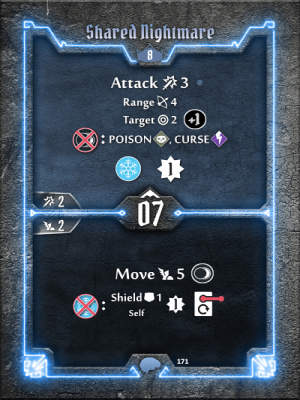 Shared Nightmare
8
Attack 3
Range 4
Target 2 +1
: POISON , CURSE
1
2
07
2
Move 5
: Shield 1 1
Self
171